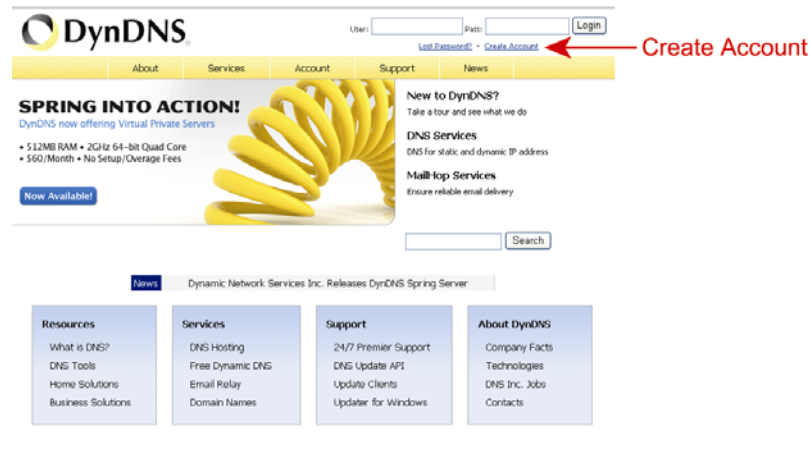 DynDNS
User: Pass: Login
Lost Password? • Create Account
Create Account
About Services Account Support News
SPRING INTO ACTION!
DynDNS now offering Virtual Private Servers
• 512MB RAM • 2GHz 64-bit Quad Core
• $60/Month • No Setup/Overage Fees
Now Available!
New to DynDNS?
Take a tour and see what we do
DNS Services
DNS for static and dynamic IP address
MailHop Services
Ensure reliable email delivery
Search
News Dynamic Network Services Inc. Releases DynDNS Spring Server
Resources
What is DNS?
DNS Tools
Home Solutions
Business Solutions
Services
DNS Hosting
Free Dynamic DNS
Email Relay
Domain Names
Support
24/7 Premier Support
DNS Update API
Update Clients
Updater for Windows
About DynDNS
Company Facts
Technologies
DNS Inc. Jobs
Contacts